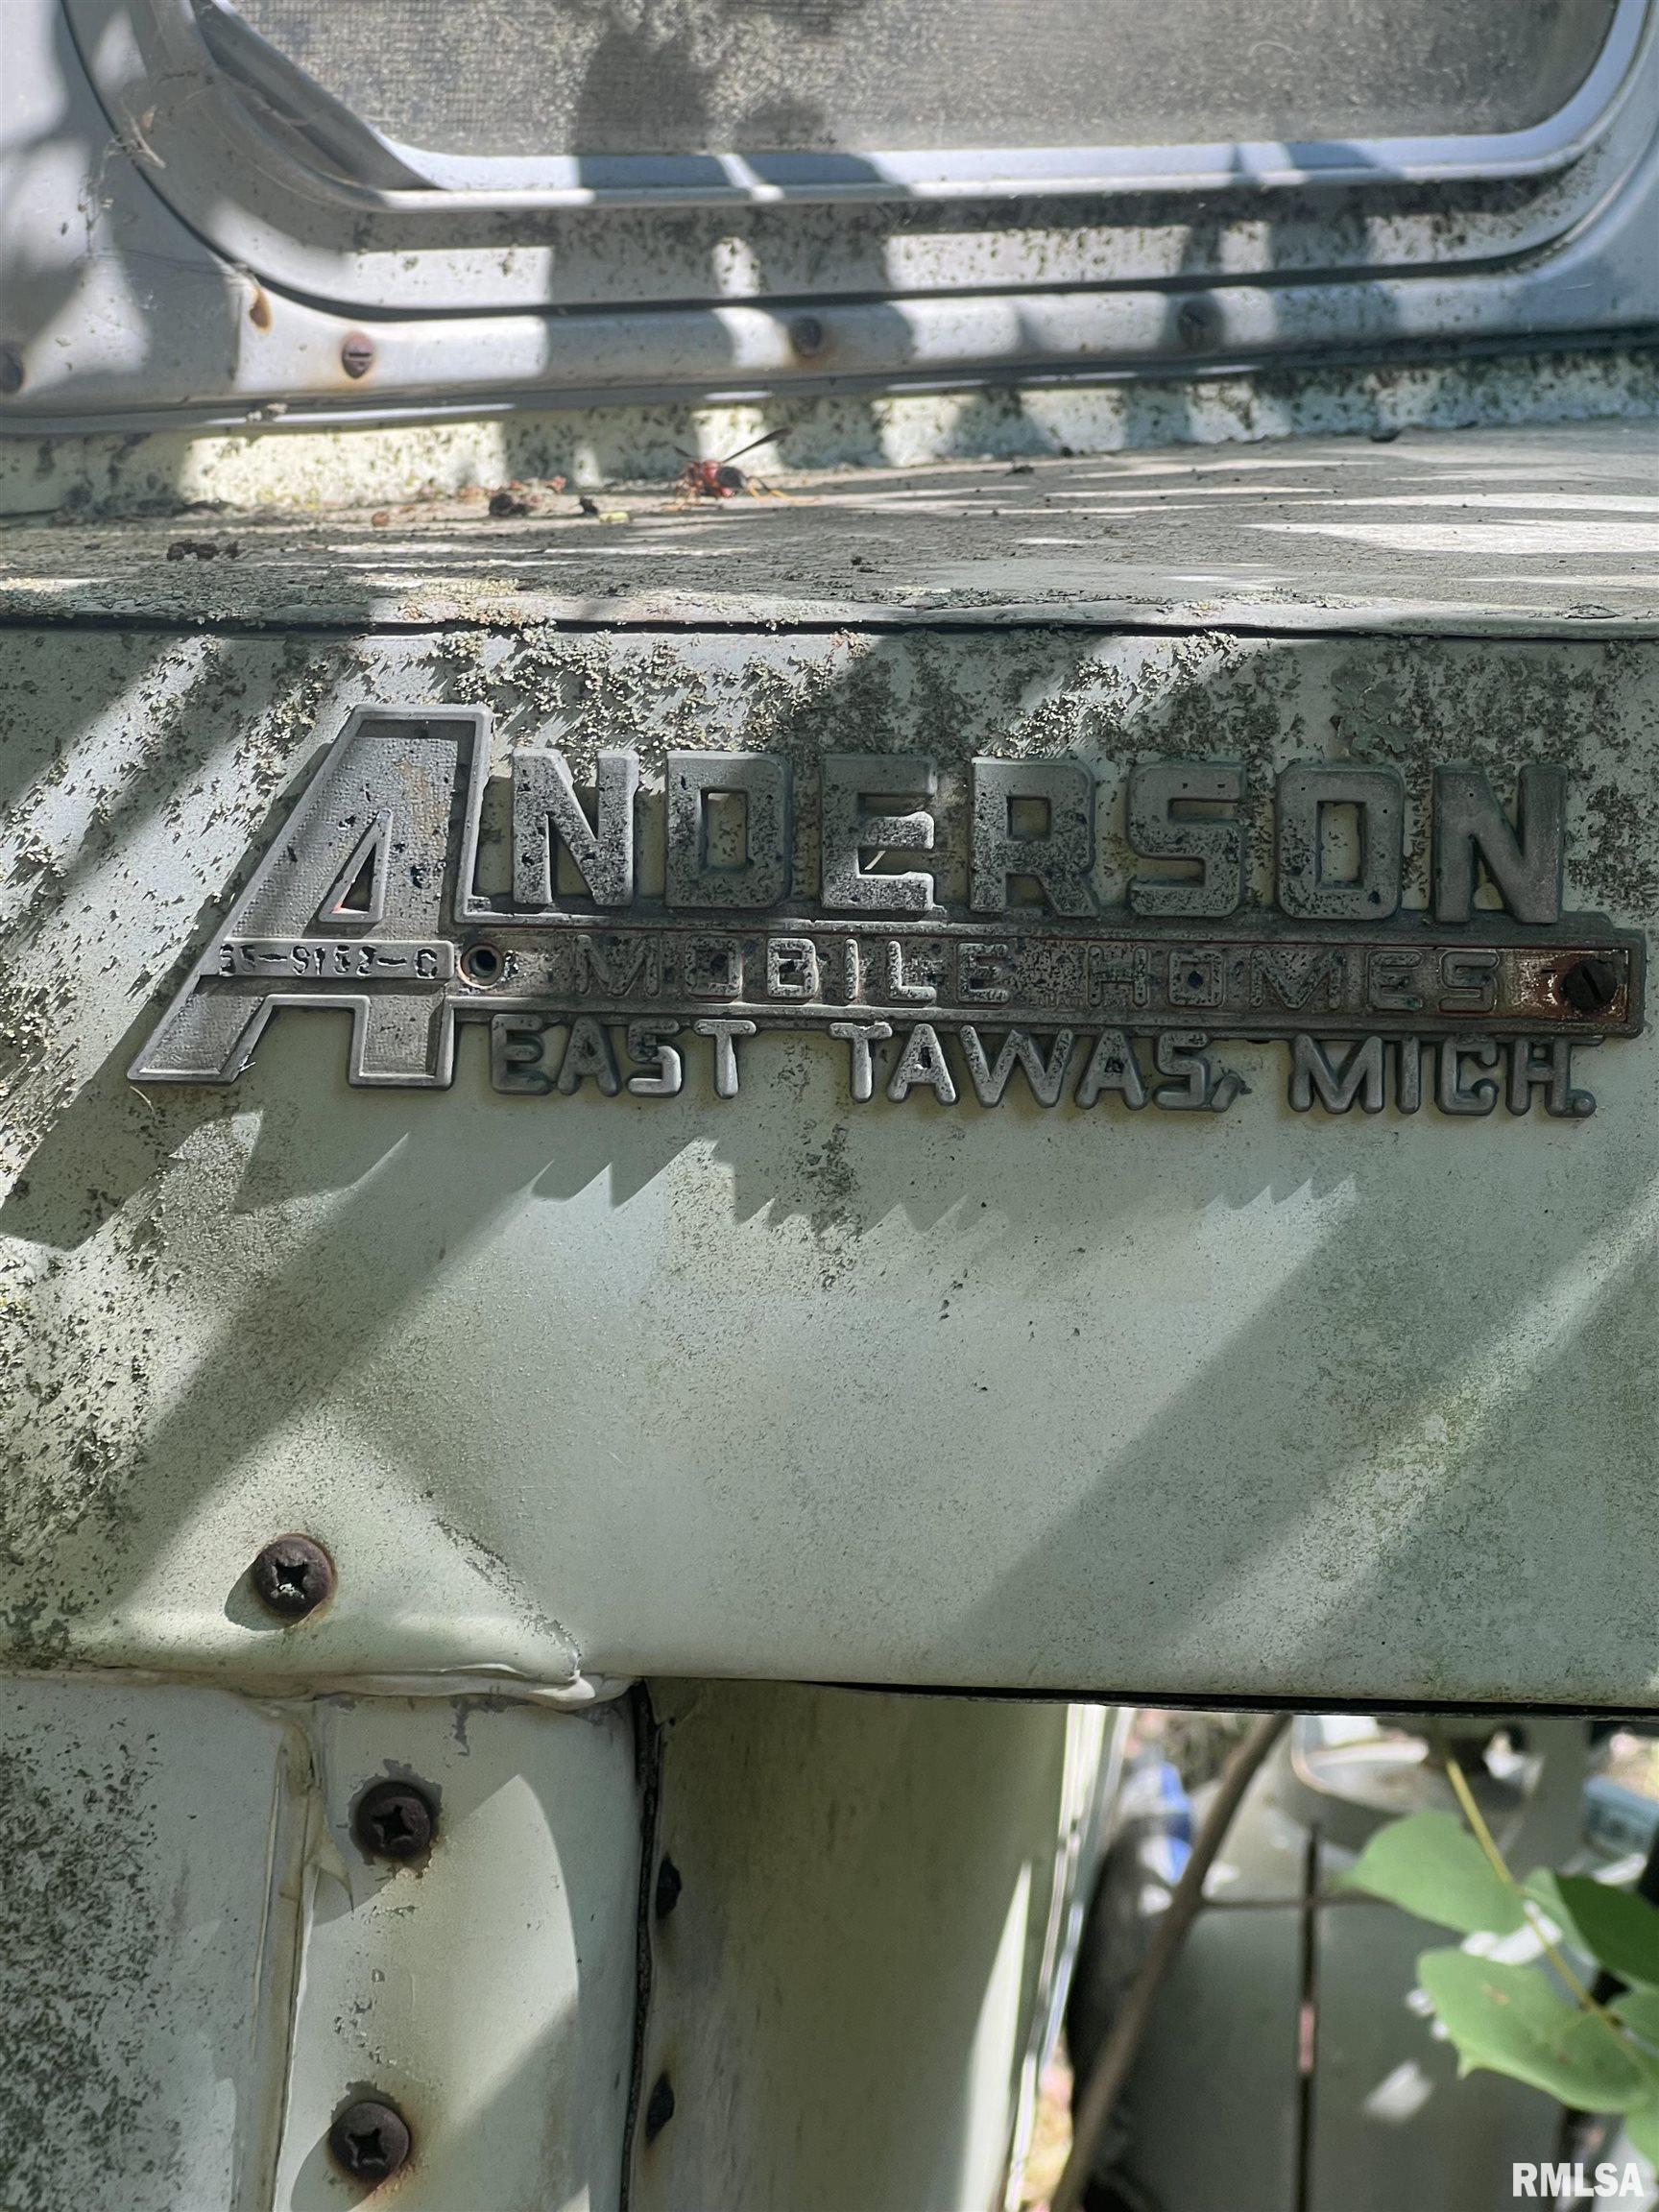 ANDERSON
MOBILE HOMES
EAST TAWAS, MICH.
RMLSA